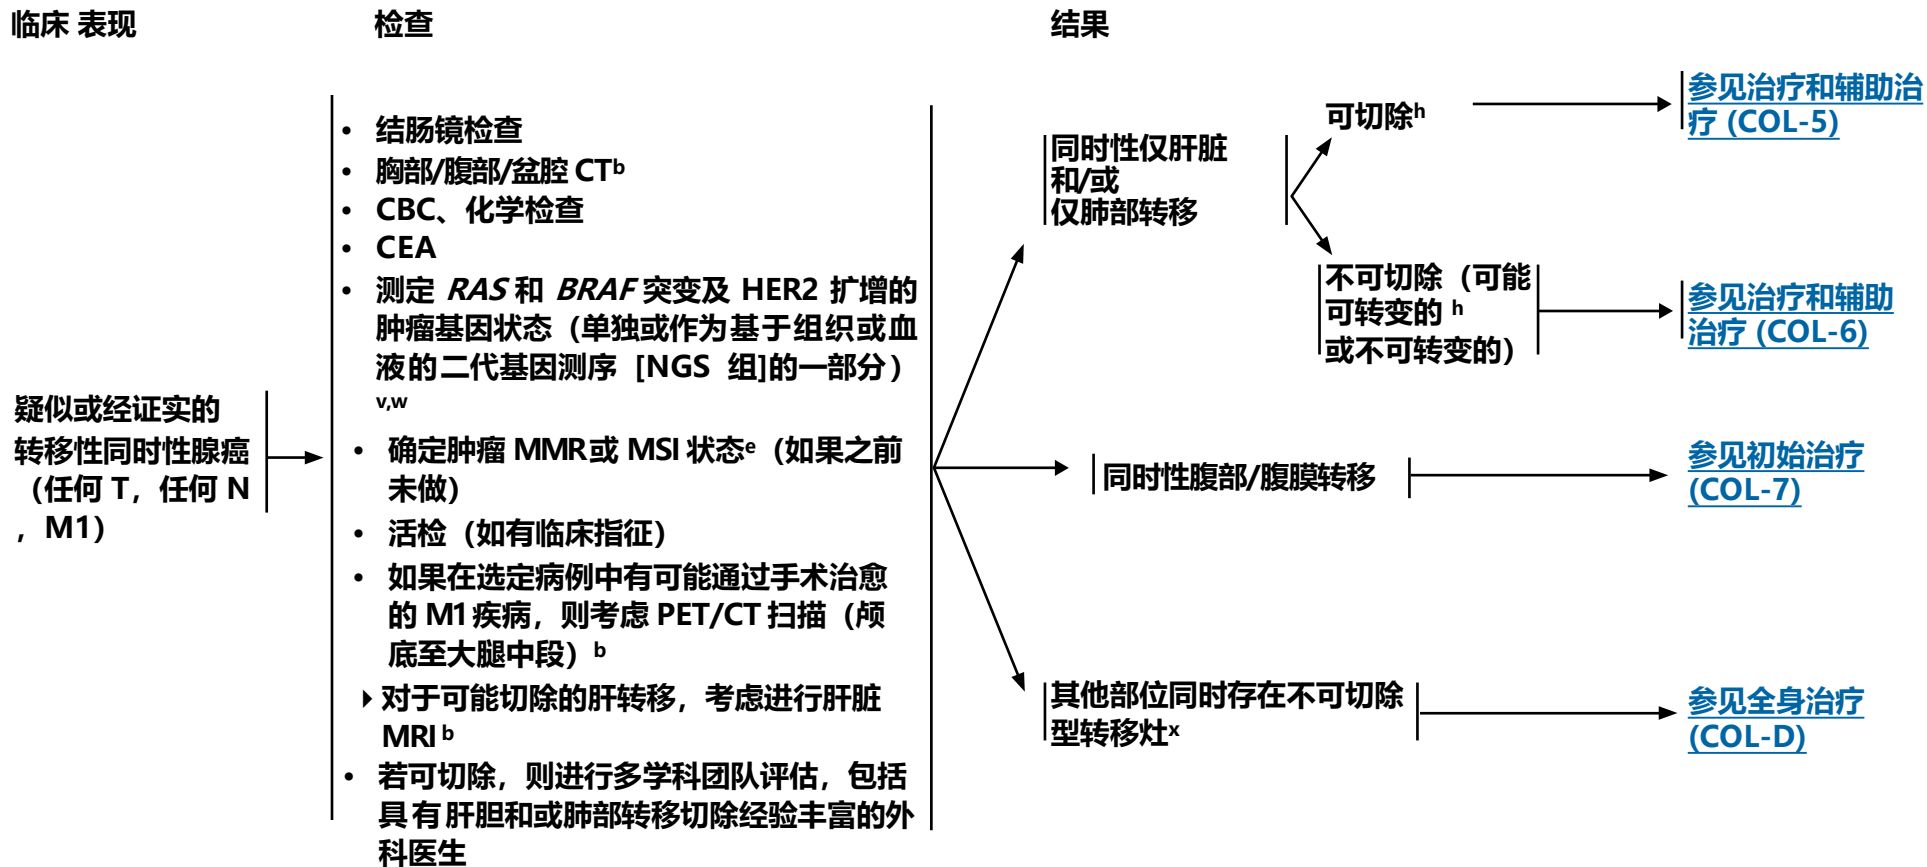 临床 表现
检查
结果
疑似或经证实的
转移性同时性腺癌
（任何 T，任何 N
，M1）
• 结肠镜检查
• 胸部/腹部/盆腔 CTb
• CBC、化学检查
• CEA
• 测定 RAS 和 BRAF 突变及 HER2 扩增的
肿瘤基因状态（单独或作为基于组织或血
液的二代基因测序 [NGS 组]的一部分）
v,w
• 确定肿瘤 MMR或 MSI 状态e（如果之前
未做）
• 活检（如有临床指征）
• 如果在选定病例中有可能通过手术治愈
的 M1疾病，则考虑 PET/CT 扫描（颅
底至大腿中段）b
对于可能切除的肝转移，考虑进行肝脏
MRI b
• 若可切除，则进行多学科团队评估，包括
具有肝胆和或肺部转移切除经验丰富的外
科医生
同时性仅肝脏
和/或
仅肺部转移
可切除h
参见治疗和辅助治
疗 (COL-5)
不可切除（可能
可转变的 h
或不可转变的）
参见治疗和辅助
治疗 (COL-6)
同时性腹部/腹膜转移
参见初始治疗
(COL-7)
其他部位同时存在不可切除
型转移灶x
参见全身治疗
(COL-D)